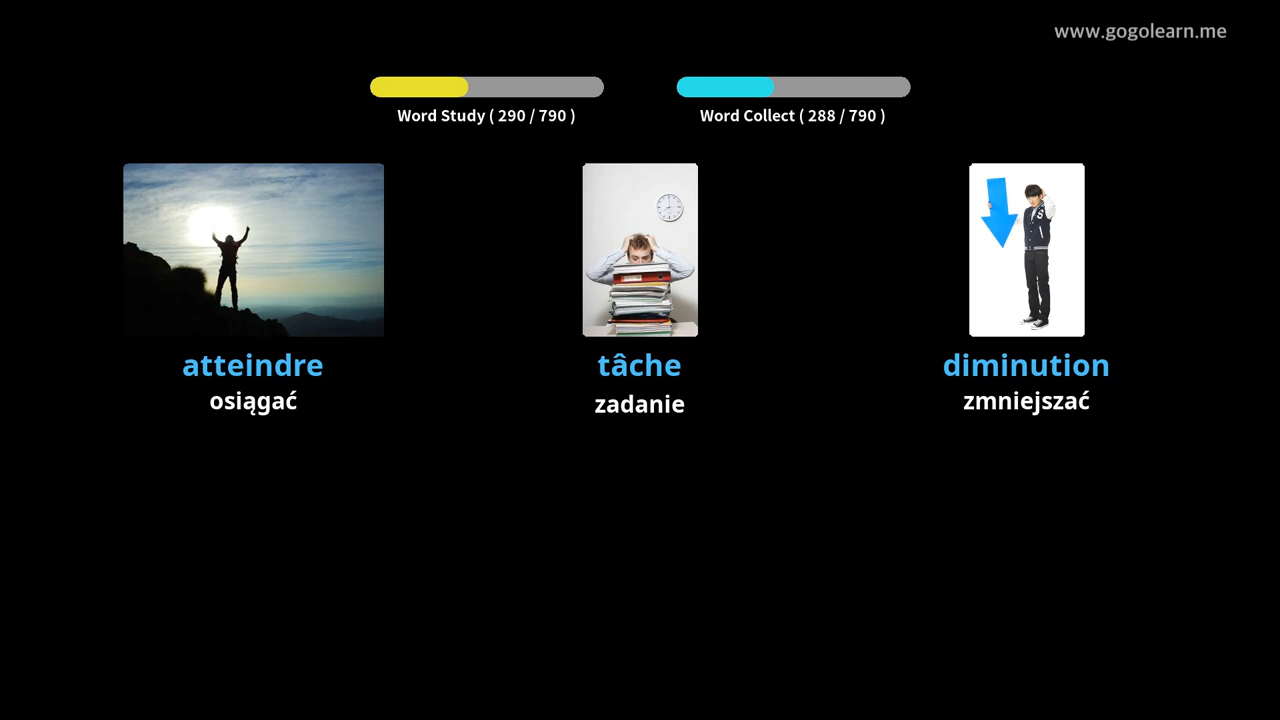 www.gogolearn.me
Word Study ( 290 / 790 )
Word Collect ( 288 / 790 )
atteindre
osiągać
tâche
zadanie
diminution
zmniejszać